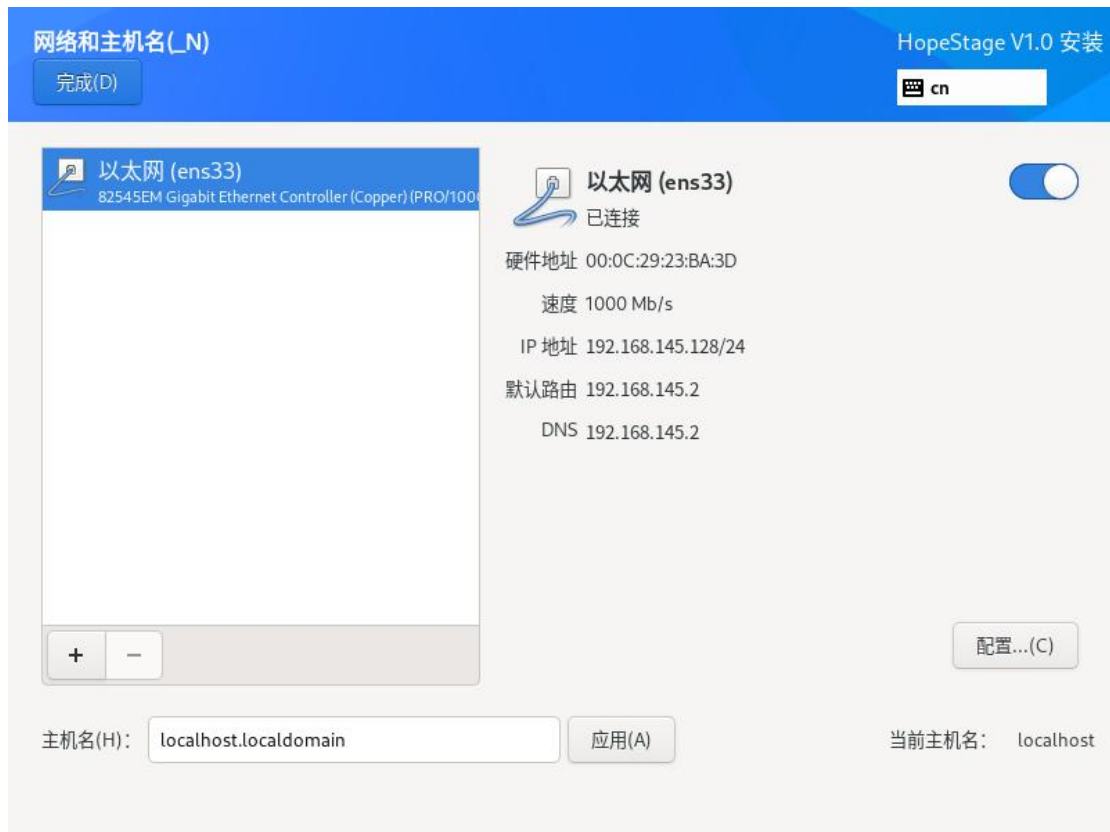 网络和主机名(_N)
HopeStage V1.0 安装
完成(D)
cn
以太网 (ens33)
82545EM Gigabit Ethernet Controller (Copper) (PRO/100
以太网 (ens33)
已连接
硬件地址 00:0C:29:23:BA:3D
速度 1000 Mb/s
IP 地址 192.168.145.128/24
默认路由 192.168.145.2
DNS 192.168.145.2
+ −
配置...(C)
主机名(H)： localhost.localdomain 应用(A) 当前主机名： localhost